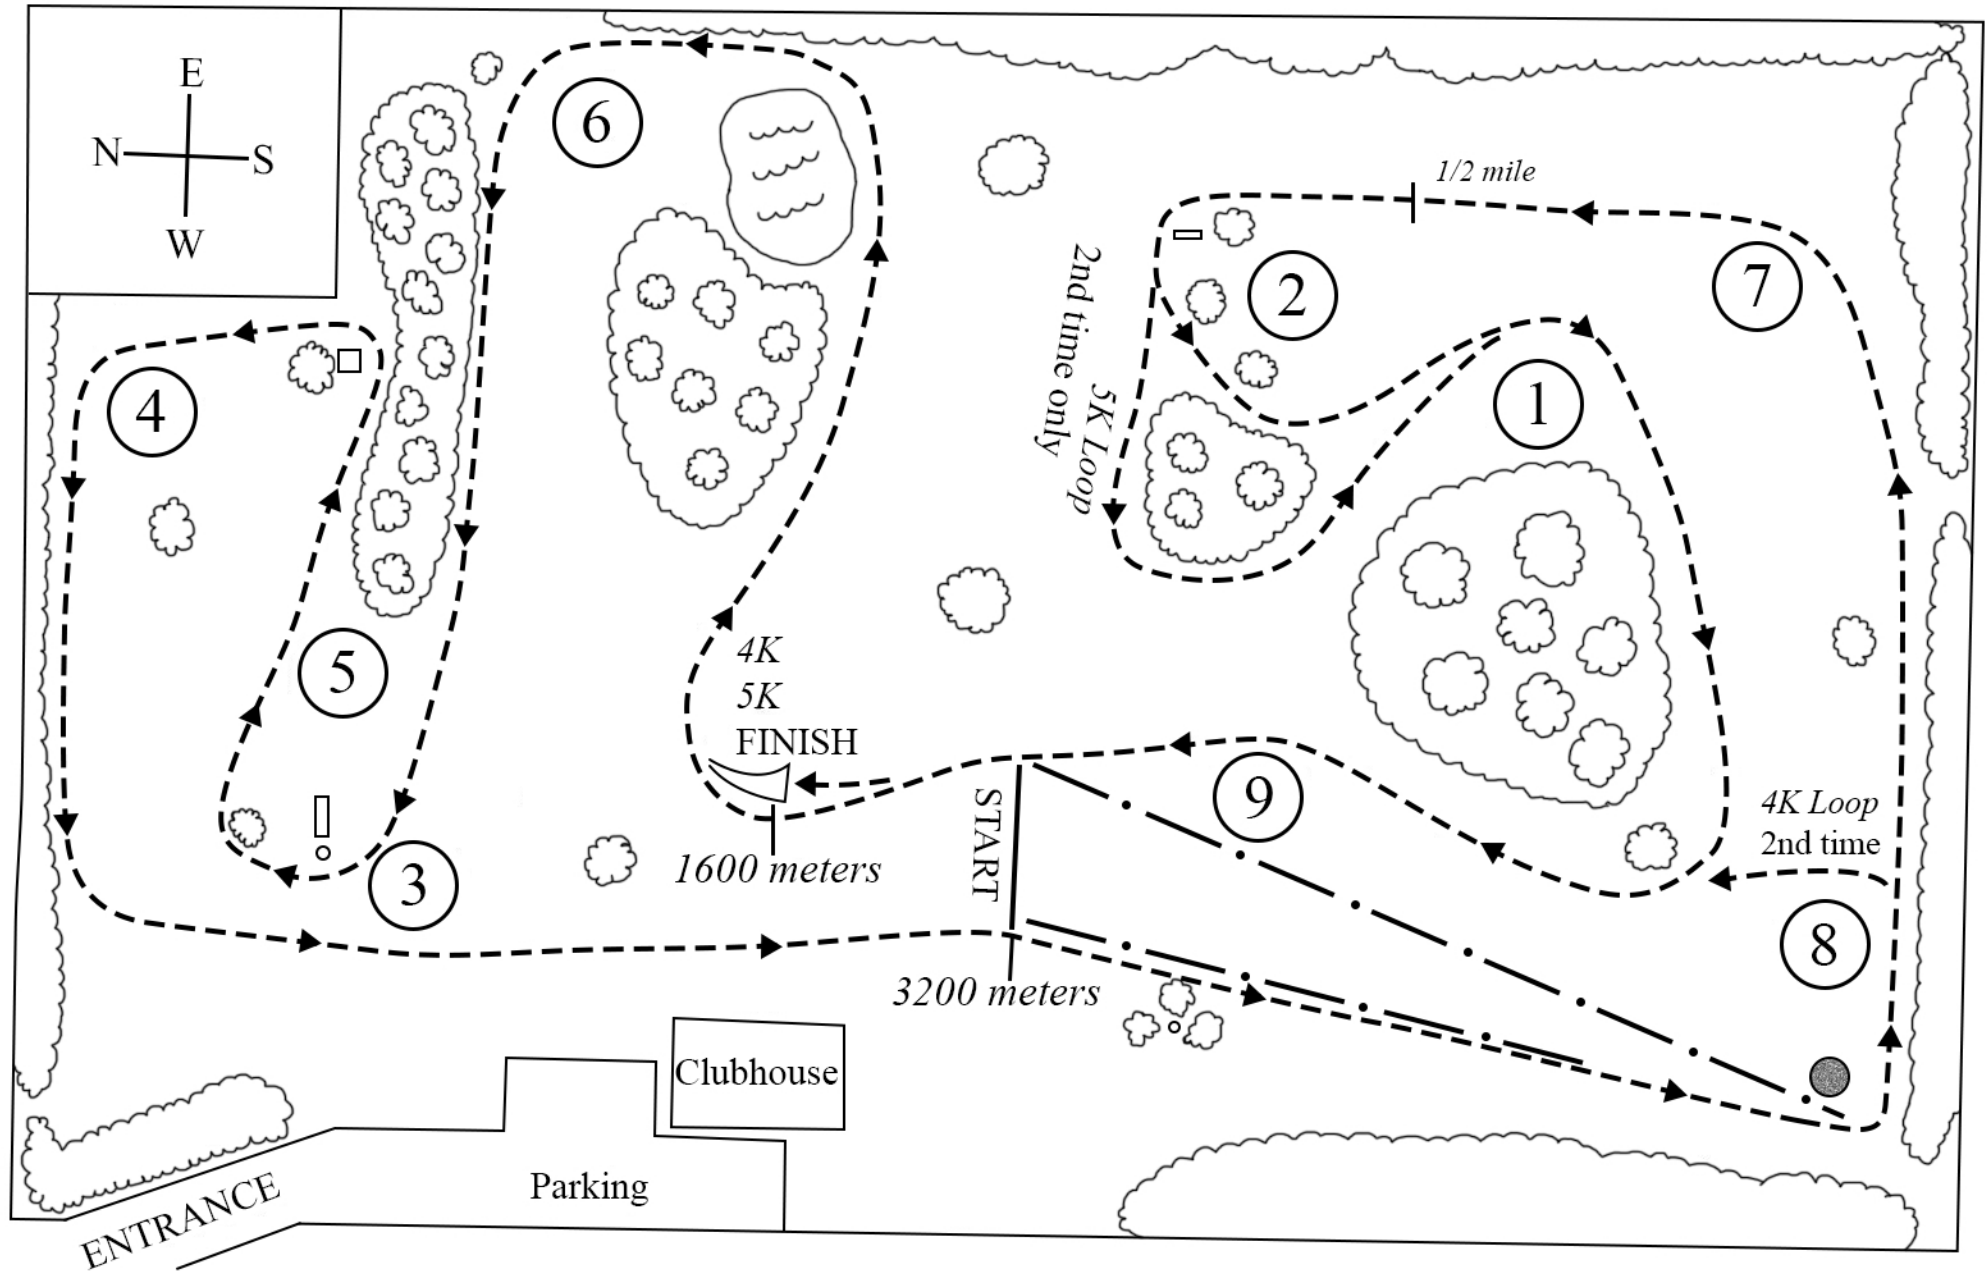 E
N S
W
6
1/2 mile
2
7
2nd time only
5K Loop
4
1
5
4K
5K
FINISH
9
START
4K Loop
2nd time
1600 meters
3
8
3200 meters
Clubhouse
Parking
ENTRANCE